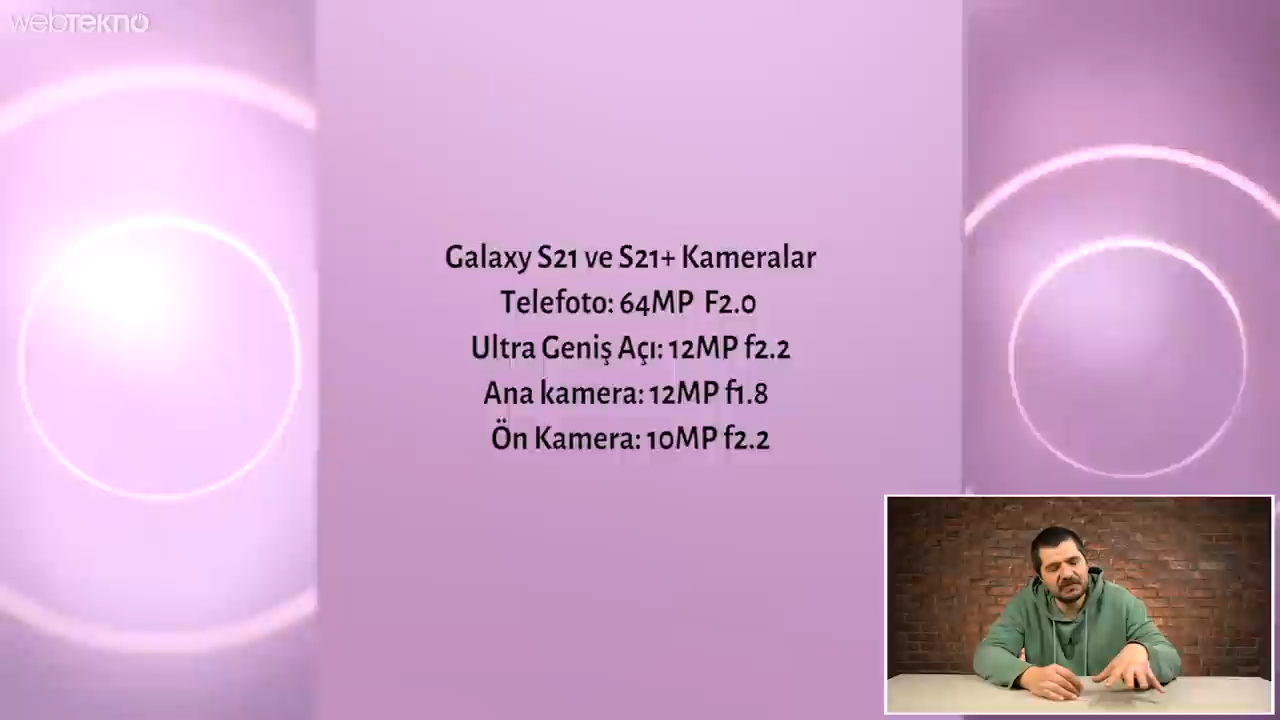 webtekno
Galaxy S21 ve S21+ Kameralar
Telefoto: 64MP F2.0
Ultra Geniş Açı: 12MP f2.2
Ana kamera: 12MP f1.8
Ön Kamera: 10MP f2.2